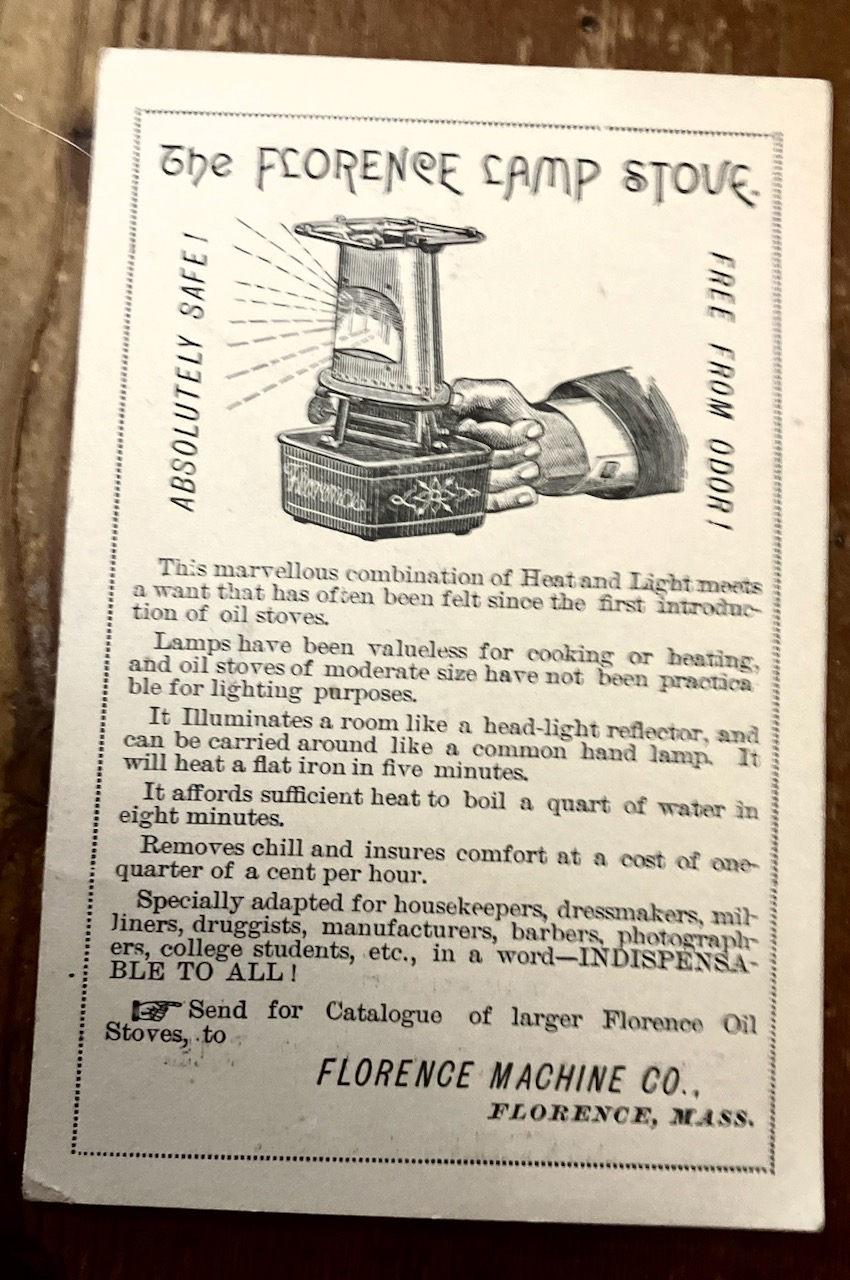 The FLORENCE LAMP STOVE.
ABSOLUTELY SAFE!
FREE FROM ODOR!
Florence
This marvellous combination of Heat and Light meets
a want that has often been felt since the first introduc-
tion of oil stoves.
Lamps have been valueless for cooking or heating,
and oil stoves of moderate size have not been practica
ble for lighting purposes.
It Illuminates a room like a head-light reflector, and
can be carried around like a common hand lamp. It
will heat a flat iron in five minutes.
It affords sufficient heat to boil a quart of water in
eight minutes.
Removes chill and insures comfort at a cost of one-
quarter of a cent per hour.
Specially adapted for housekeepers, dressmakers, mil-
liners, druggists, manufacturers, barbers, photograph-
ers, college students, etc., in a word—INDISPENSA-
BLE TO ALL!
☞ Send for Catalogue of larger Florence Oil
Stoves, to
FLORENCE MACHINE CO.,
FLORENCE, MASS.